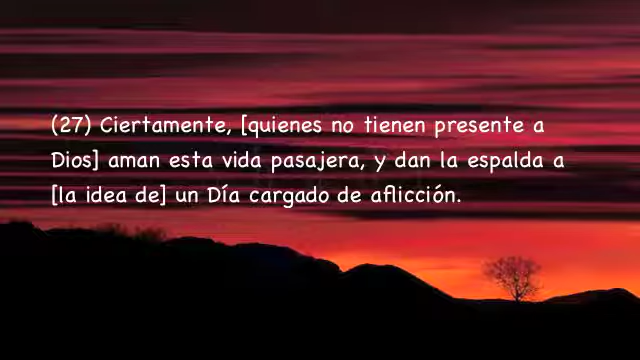 (27) Ciertamente, [quienes no tienen presente a
Dios] aman esta vida pasajera, y dan la espalda a
[la idea de] un Día cargado de aflicción.